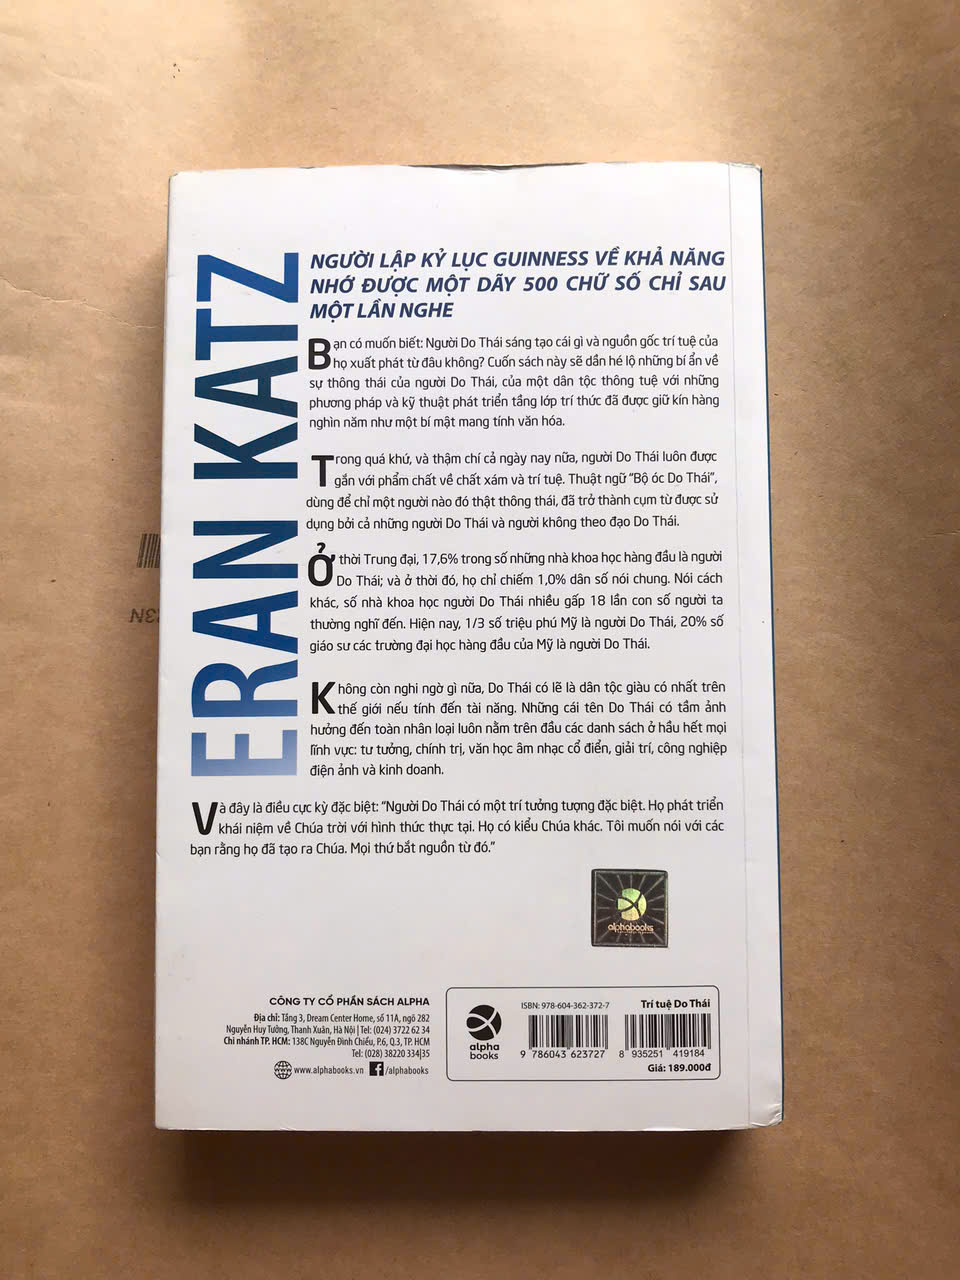 ERAN KATZ
NGƯỜI LẬP KỶ LỤC GUINNESS VỀ KHẢ NĂNG
NHỚ ĐƯỢC MỘT DÃY 500 CHỮ SỐ CHỈ SAU
MỘT LẦN NGHE
Bạn có muốn biết: Người Do Thái sáng tạo cái gì và nguồn gốc trí tuệ của
họ xuất phát từ đâu không? Cuốn sách này sẽ dần hé lộ những bí ẩn về
sự thông thái của người Do Thái, của một dân tộc thông tuệ với những
phương pháp và kỹ thuật phát triển tầng lớp trí thức đã được giữ kín hàng
nghìn năm như một bí mật mang tính văn hóa.
Trong quá khứ, và thậm chí cả ngày nay nữa, người Do Thái luôn được
gắn với phẩm chất về chất xám và trí tuệ. Thuật ngữ "Bộ óc Do Thái",
dùng để chỉ một người nào đó thật thông thái, đã trở thành cụm từ được sử
dụng bởi cả những người Do Thái và người không theo đạo Do Thái.
Ở thời Trung đại, 17,6% trong số những nhà khoa học hàng đầu là người
Do Thái; và ở thời đó, họ chỉ chiếm 1,0% dân số nói chung. Nói cách
khác, số nhà khoa học người Do Thái nhiều gấp 18 lần con số người ta
thường nghĩ đến. Hiện nay, 1/3 số triệu phú Mỹ là người Do Thái, 20% số
giáo sư các trường đại học hàng đầu của Mỹ là người Do Thái.
Không còn nghi ngờ gì nữa, Do Thái có lẽ là dân tộc giàu có nhất trên
thế giới nếu tính đến tài năng. Những cái tên Do Thái có tầm ảnh
hưởng đến toàn nhân loại luôn nằm trên đầu các danh sách ở hầu hết mọi
lĩnh vực: tư tưởng, chính trị, văn học âm nhạc cổ điển, giải trí, công nghiệp
điện ảnh và kinh doanh.
Và đây là điều cực kỳ đặc biệt: "Người Do Thái có một trí tưởng tượng đặc biệt. Họ phát triển
khái niệm về Chúa trời với hình thức thực tại. Họ có kiểu Chúa khác. Tôi muốn nói với các
bạn rằng họ đã tạo ra Chúa. Mọi thứ bắt nguồn từ đó."
alphabooks
CÔNG TY CỔ PHẦN SÁCH ALPHA
Địa chỉ: Tầng 3, Dream Center Home, số 11A, ngõ 282
Nguyễn Huy Tưởng, Thanh Xuân, Hà Nội | Tel: (024) 3722 62 34
Chi nhánh TP. HCM: 138C Nguyễn Đình Chiểu, P.6, Q.3, TP. HCM
Tel: (028) 38220 334|35
www.alphabooks.vn /alphabooks
alpha
books
ISBN: 978-604-362-372-7
9 786043 623727
Trí tuệ Do Thái
8 935251 419184
Giá: 189.000đ